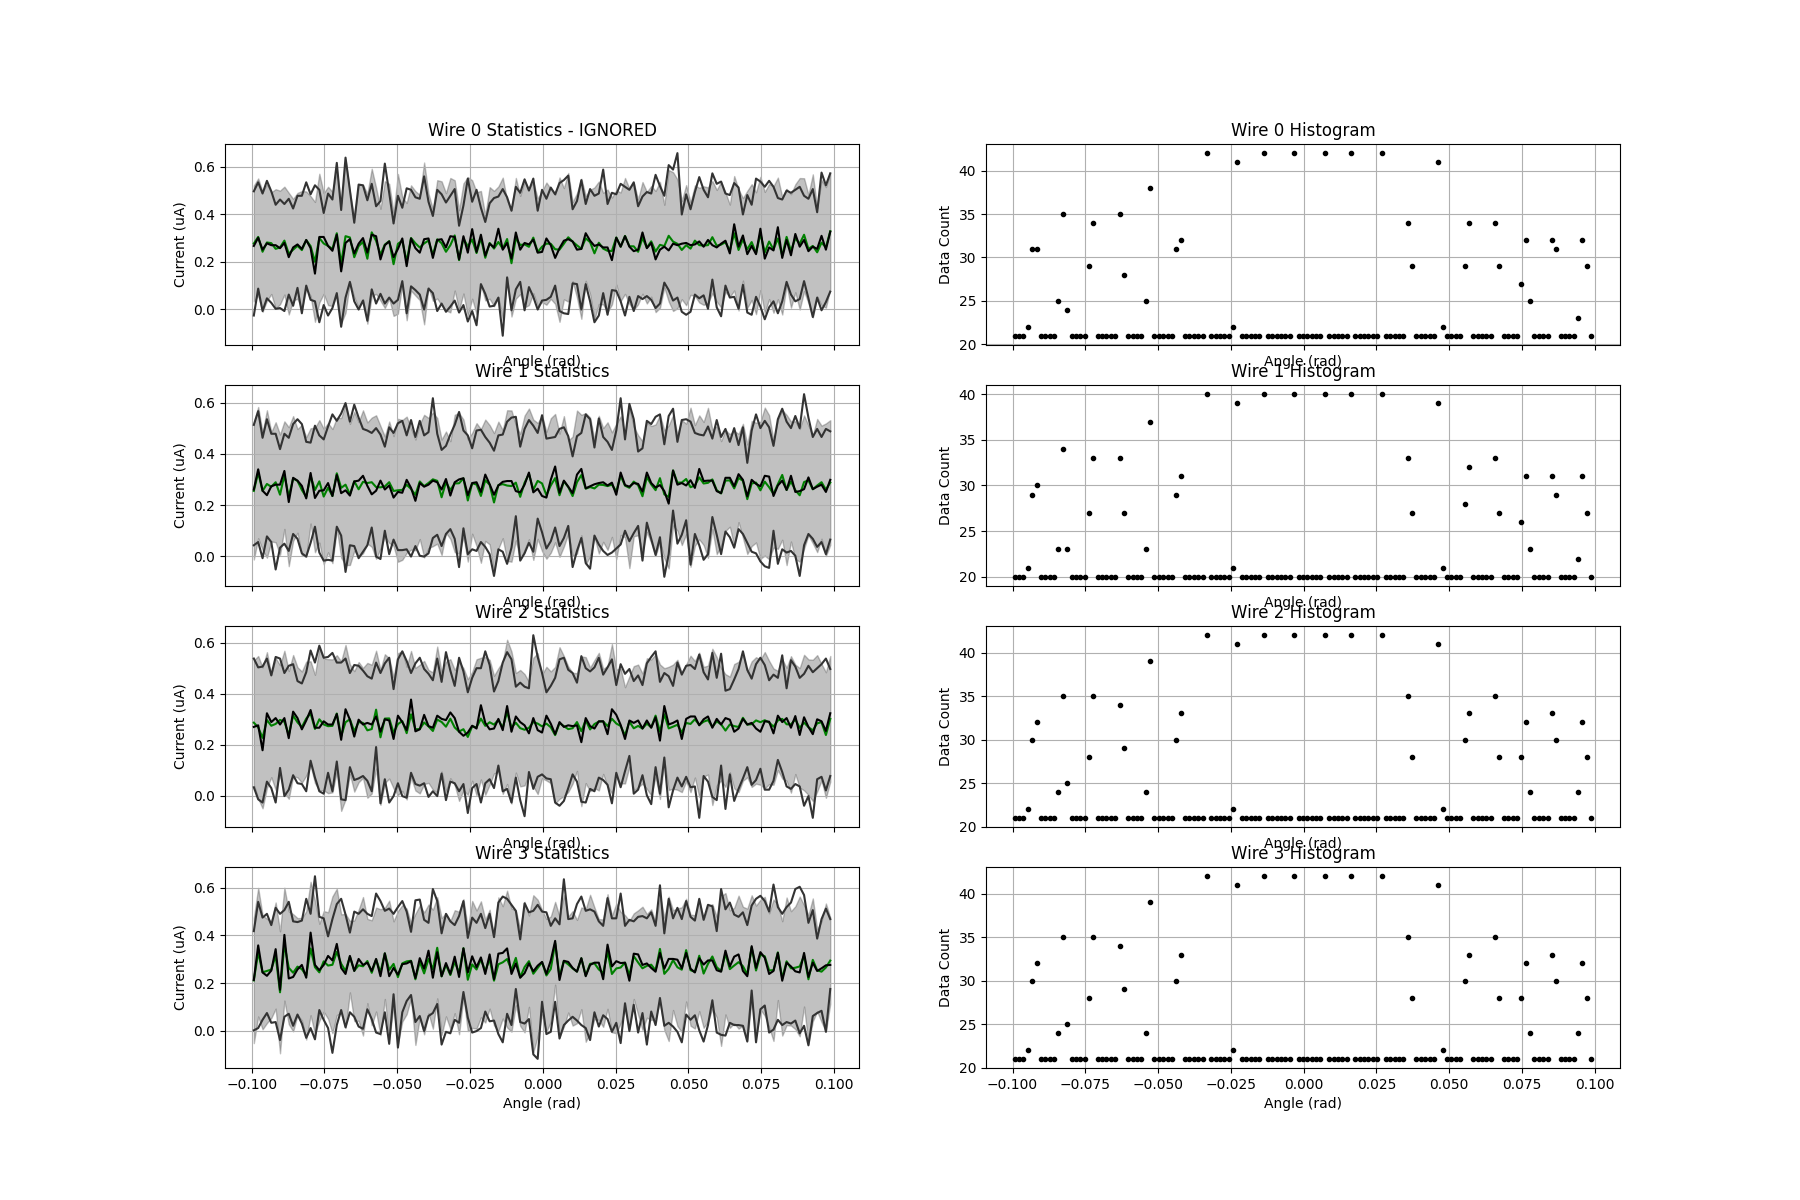 Wire 0 Statistics - IGNORED
Current (uA)
0.6
0.4
0.2
0.0
Angle (rad)
Wire 0 Histogram
Data Count
40
35
30
25
20
Angle (rad)
Wire 1 Statistics
Current (uA)
0.6
0.4
0.2
0.0
Angle (rad)
Wire 1 Histogram
Data Count
40
35
30
25
20
Angle (rad)
Wire 2 Statistics
Current (uA)
0.6
0.4
0.2
0.0
Angle (rad)
Wire 2 Histogram
Data Count
40
35
30
25
20
Angle (rad)
Wire 3 Statistics
Current (uA)
0.6
0.4
0.2
0.0
−0.100 −0.075 −0.050 −0.025 0.000 0.025 0.050 0.075 0.100
Angle (rad)
Wire 3 Histogram
Data Count
40
35
30
25
20
−0.100 −0.075 −0.050 −0.025 0.000 0.025 0.050 0.075 0.100
Angle (rad)